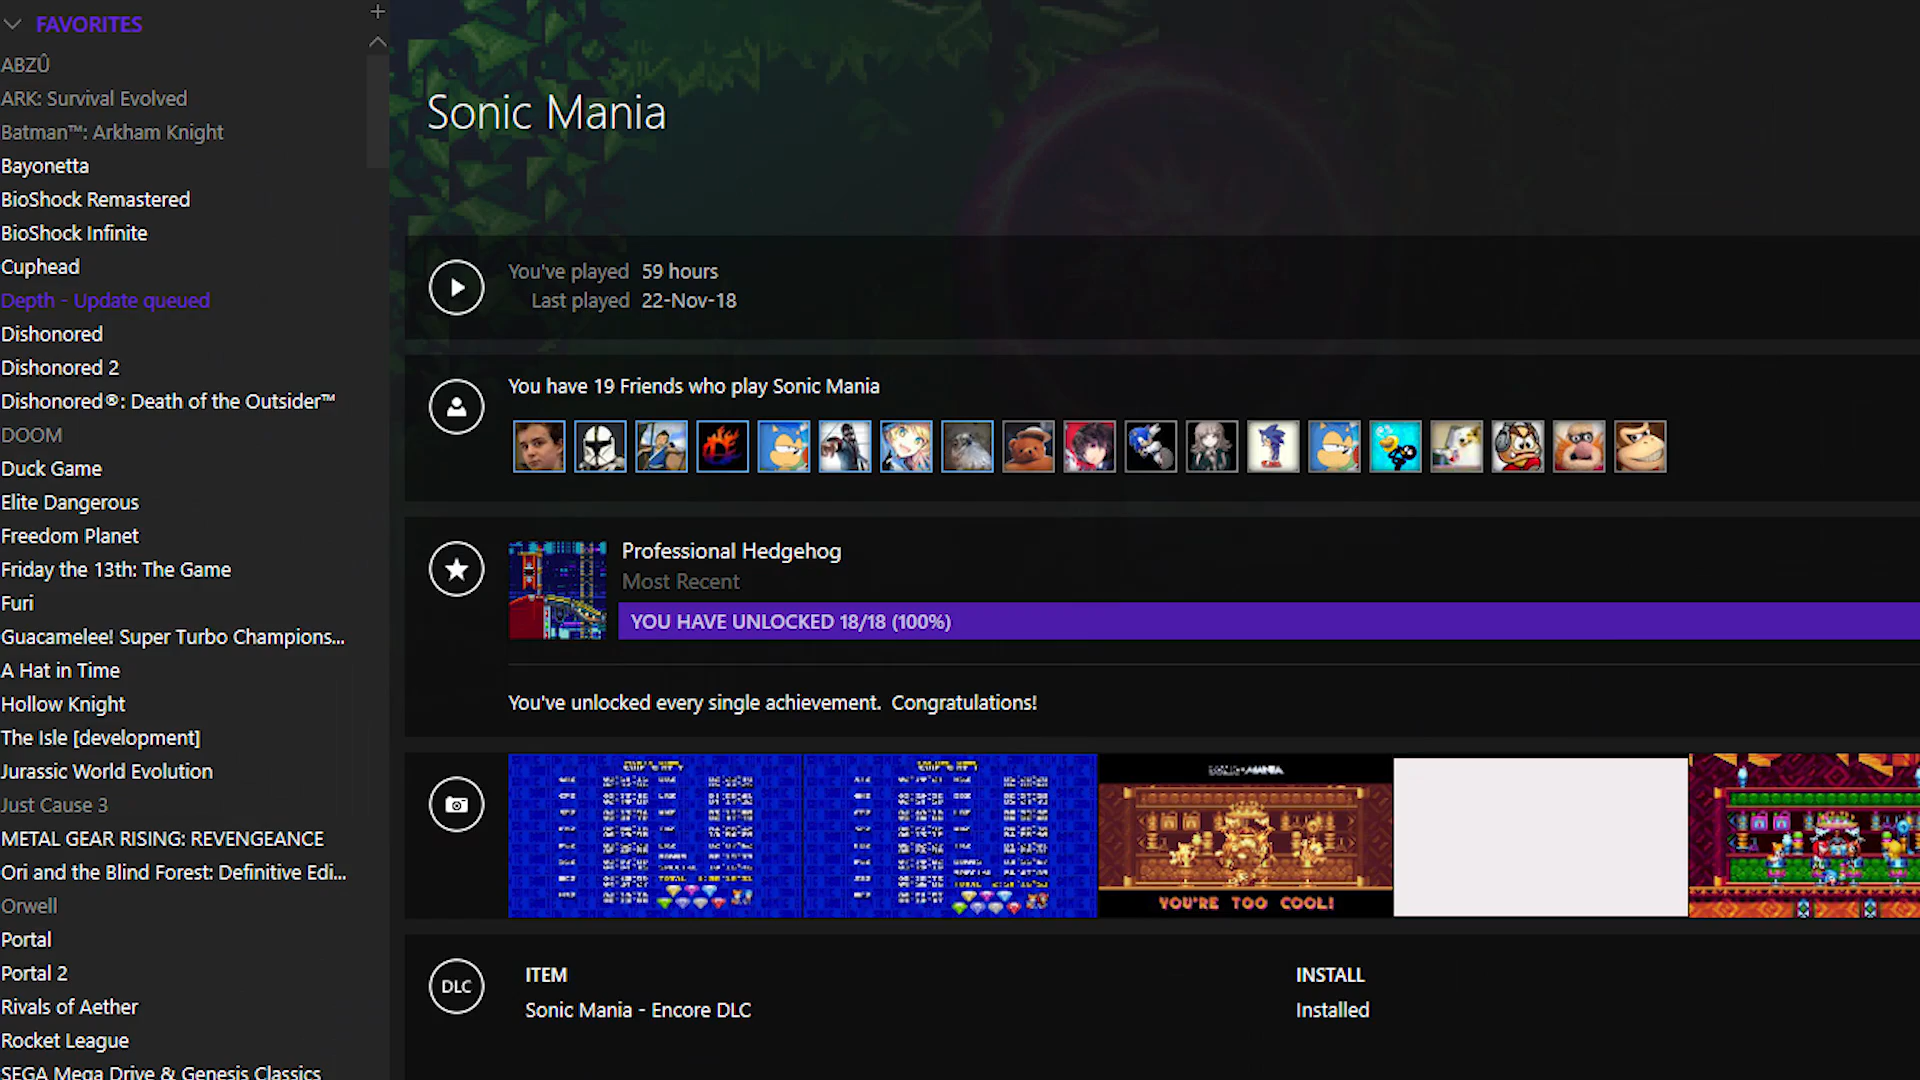 FAVORITES
ABZÛ
ARK: Survival Evolved
Batman™: Arkham Knight
Bayonetta
BioShock Remastered
BioShock Infinite
Cuphead
Depth - Update queued
Dishonored
Dishonored 2
Dishonored®: Death of the Outsider™
DOOM
Duck Game
Elite Dangerous
Freedom Planet
Friday the 13th: The Game
Furi
Guacamelee! Super Turbo Champions...
A Hat in Time
Hollow Knight
The Isle [development]
Jurassic World Evolution
Just Cause 3
METAL GEAR RISING: REVENGEANCE
Ori and the Blind Forest: Definitive Edi...
Orwell
Portal
Portal 2
Rivals of Aether
Rocket League
SEGA Mega Drive & Genesis Classics
Sonic Mania
You've played 59 hours
Last played 22-Nov-18
You have 19 Friends who play Sonic Mania
Professional Hedgehog
Most Recent
YOU HAVE UNLOCKED 18/18 (100%)
You've unlocked every single achievement. Congratulations!
YOU'RE TOO COOL!
DLC
ITEM INSTALL
Sonic Mania - Encore DLC Installed